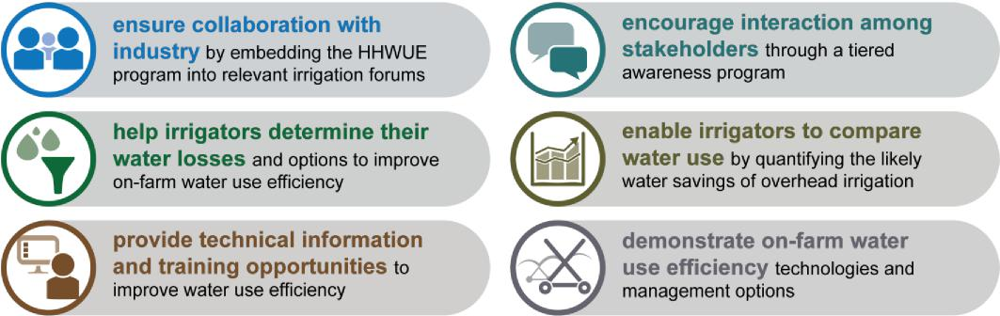 ensure collaboration with
industry by embedding the HHWUE
program into relevant irrigation forums
encourage interaction among
stakeholders through a tiered
awareness program
help irrigators determine their
water losses and options to improve
on-farm water use efficiency
enable irrigators to compare
water use by quantifying the likely
water savings of overhead irrigation
provide technical information
and training opportunities to
improve water use efficiency
demonstrate on-farm water
use efficiency technologies and
management options